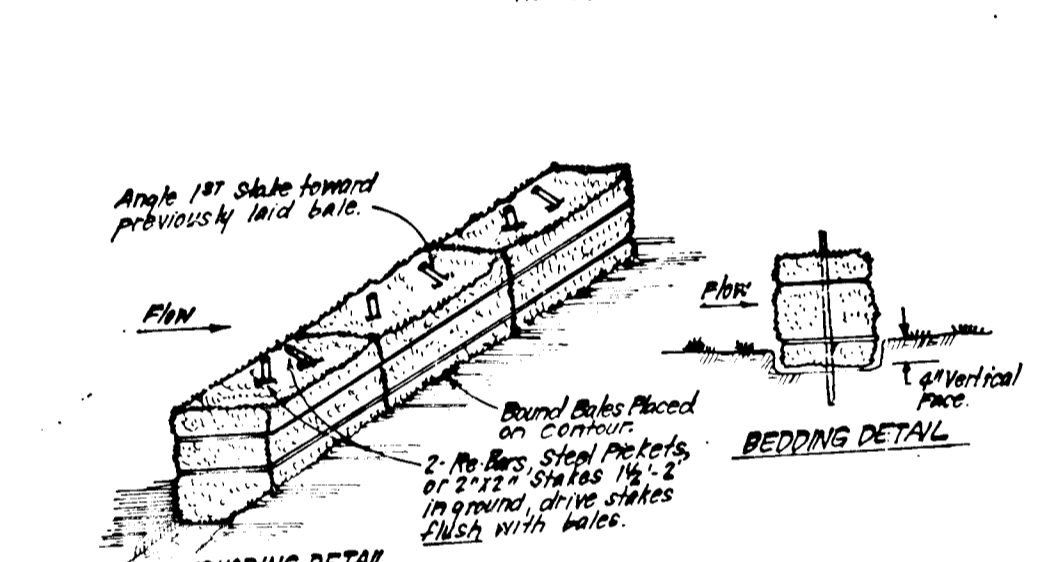 Angle 1ST stake toward
previously laid bale.
Flow
Flow
4" Vertical
Face.
Bound Bales Placed
on contour.
BEDDING DETAIL
2-Re-Bars, Steel Pickets,
or 2"x2" Stakes 1½'-2'
in ground, drive stakes
flush with bales.
DETAIL